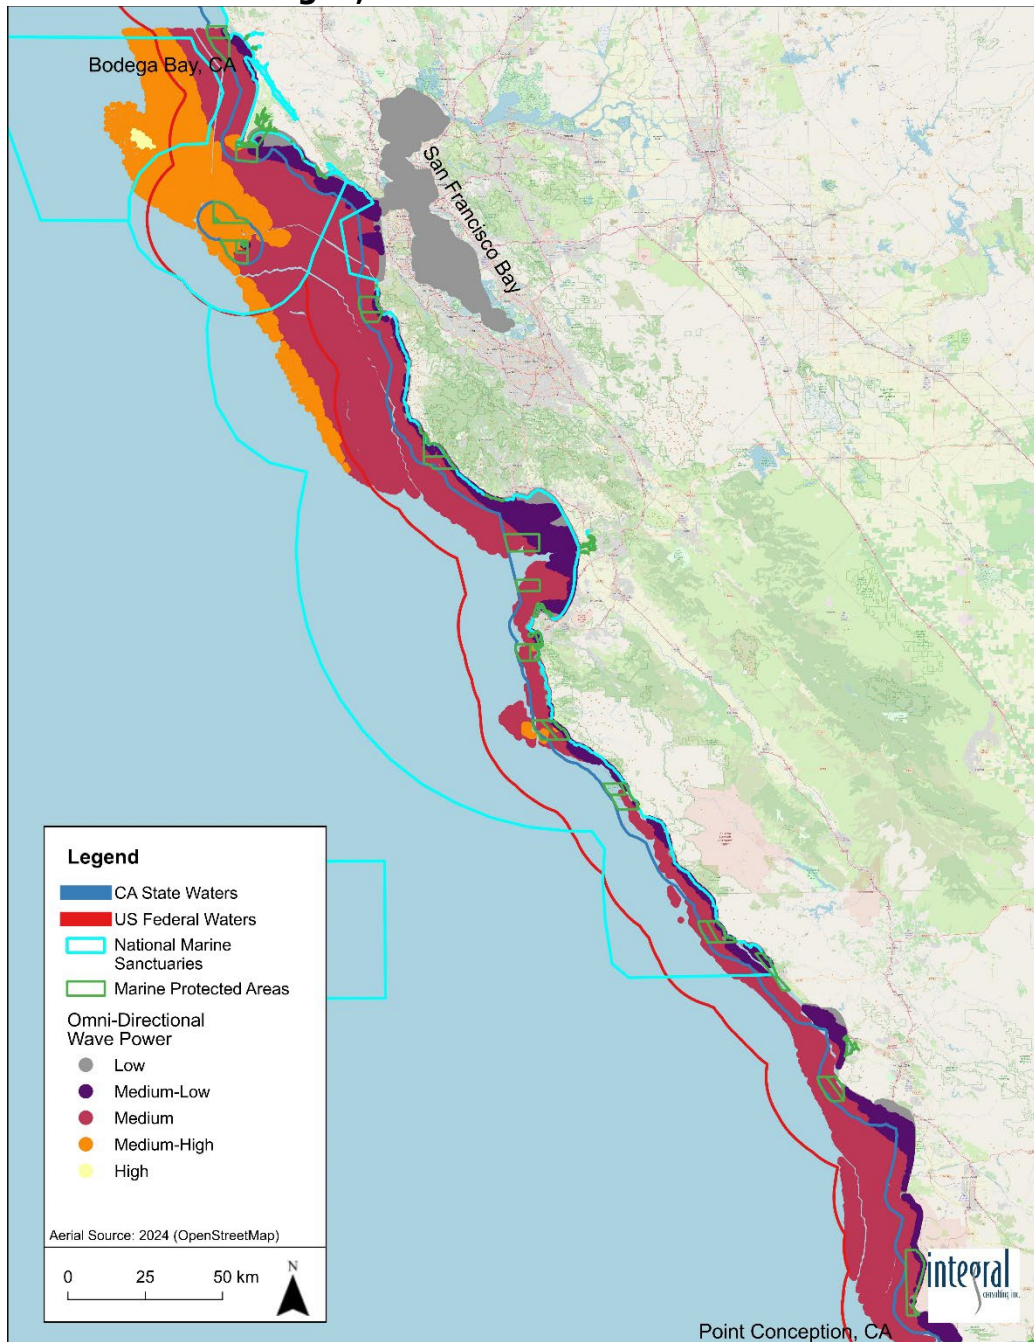 Bodega Bay, CA
San Francisco Bay
Legend
CA State Waters
US Federal Waters
National Marine
Sanctuaries
Marine Protected Areas
Omni-Directional
Wave Power
Low
Medium-Low
Medium
Medium-High
High
Aerial Source: 2024 (OpenStreetMap)
0 25 50 km
N
integral
consulting inc.
Point Conception, CA